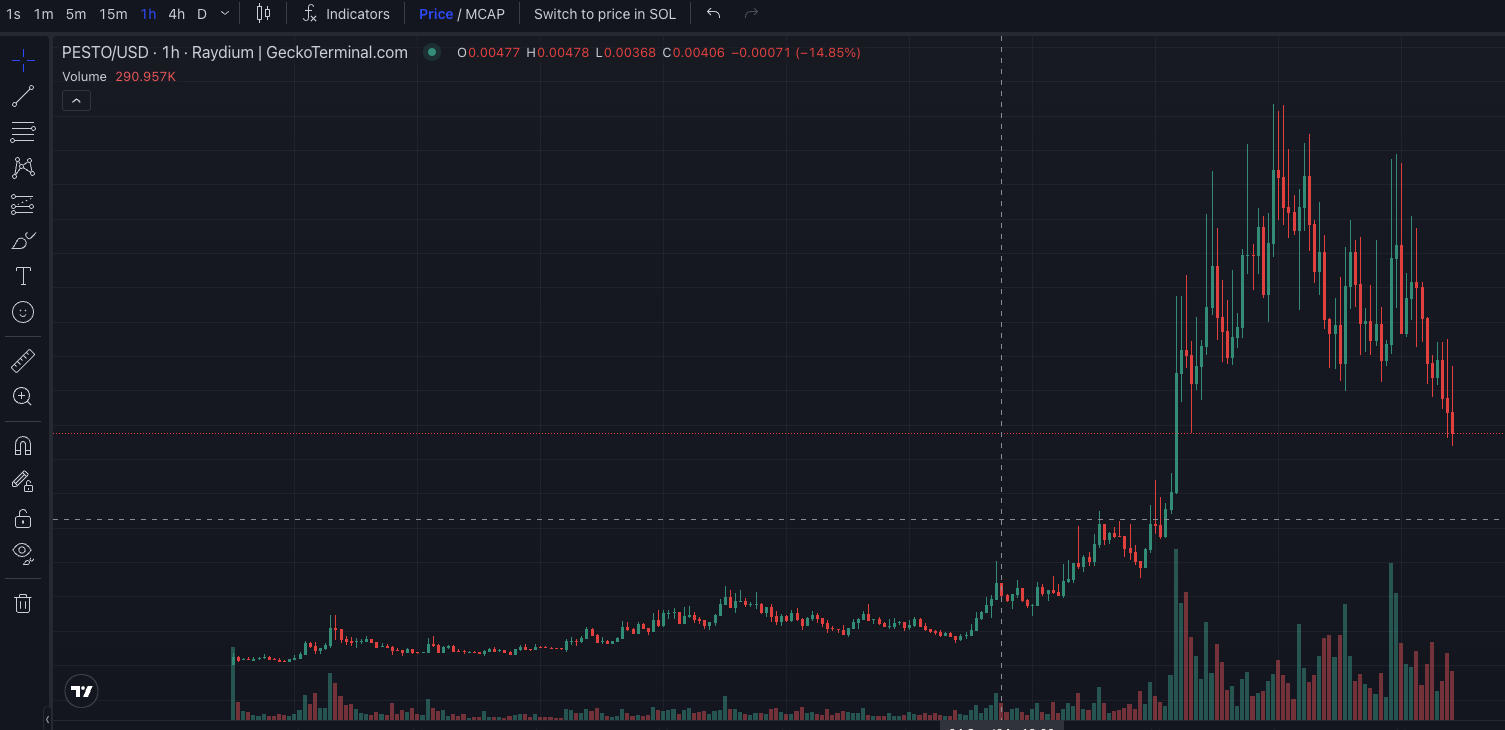 1s 1m 5m 15m 1h 4h D Indicators Price / MCAP Switch to price in SOL
PESTO/USD · 1h · Raydium | GeckoTerminal.com O0.00477 H0.00478 L0.00368 C0.00406 −0.00071 (−14.85%)
Volume 290.957K